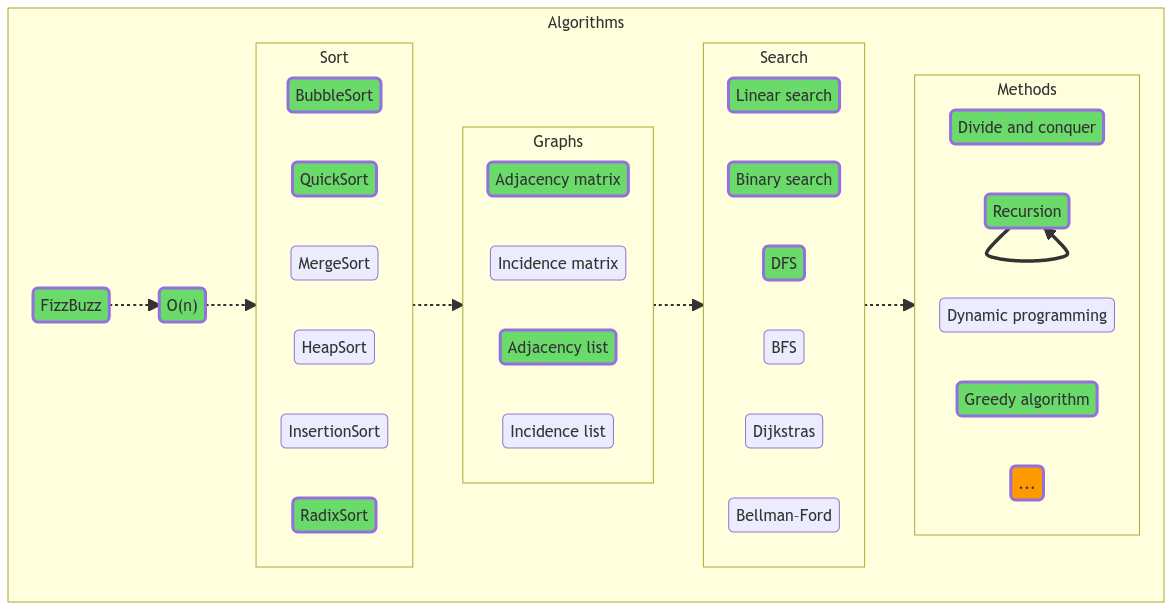 Algorithms
FizzBuzz
O(n)
Sort
BubbleSort
QuickSort
MergeSort
HeapSort
InsertionSort
RadixSort
Graphs
Adjacency matrix
Incidence matrix
Adjacency list
Incidence list
Search
Linear search
Binary search
DFS
BFS
Dijkstras
Bellman-Ford
Methods
Divide and conquer
Recursion
Dynamic programming
Greedy algorithm
...